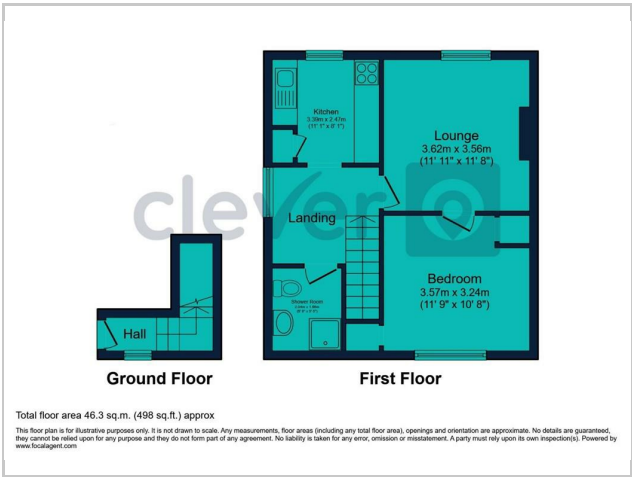 Kitchen
3.39m x 2.47m
(11' 1" x 8' 1")
Lounge
3.62m x 3.56m
(11' 11" x 11' 8")
clever
Landing
Bedroom
3.57m x 3.24m
(11' 9" x 10' 8")
Shower Room
Hall
Ground Floor
First Floor
Total floor area 46.3 sq.m. (498 sq.ft.) approx
This floor plan is for illustrative purposes only. It is not drawn to scale. Any measurements, floor areas (including any total floor area), openings and orientation are approximate. No details are guaranteed,
they cannot be relied upon for any purpose and they do not form part of any agreement. No liability is taken for any error, omission or misstatement. A party must rely upon its own inspection(s). Powered by
www.focalagent.com